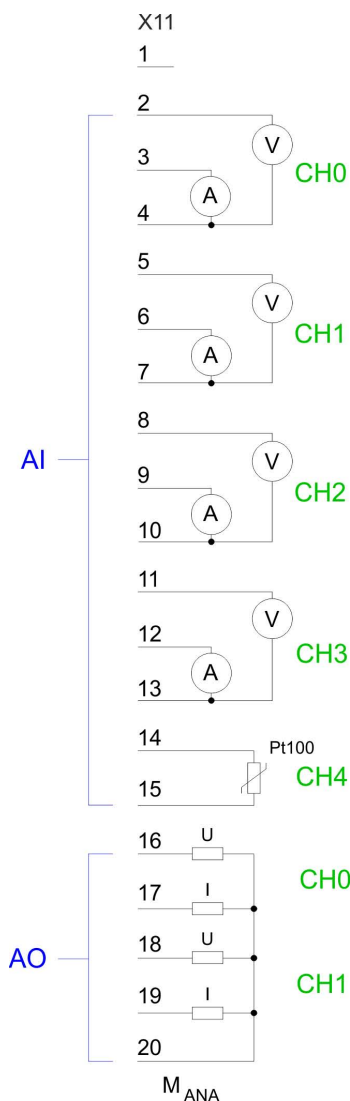 X11
1
2
V
CH0
3
A
4
5
V
CH1
6
A
7
8
V
AI
CH2
9
A
10
11
V
CH3
12
A
13
14
Pt100
CH4
15
16
U
CH0
17
I
AO
18
U
CH1
19
I
20
M ANA